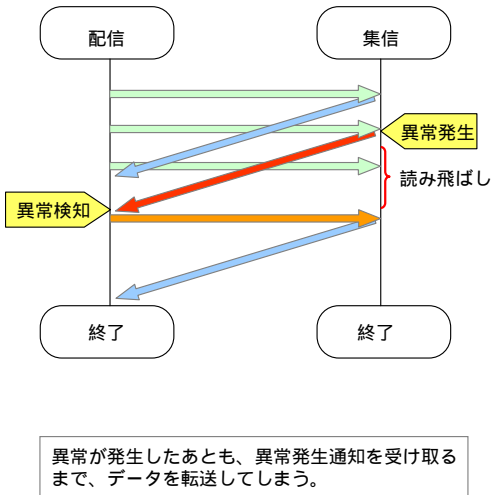 配信
集信
異常発生
読み飛ばし
異常検知
終了
終了
異常が発生したあとも、異常発生通知を受け取る
まで、データを転送してしまう。